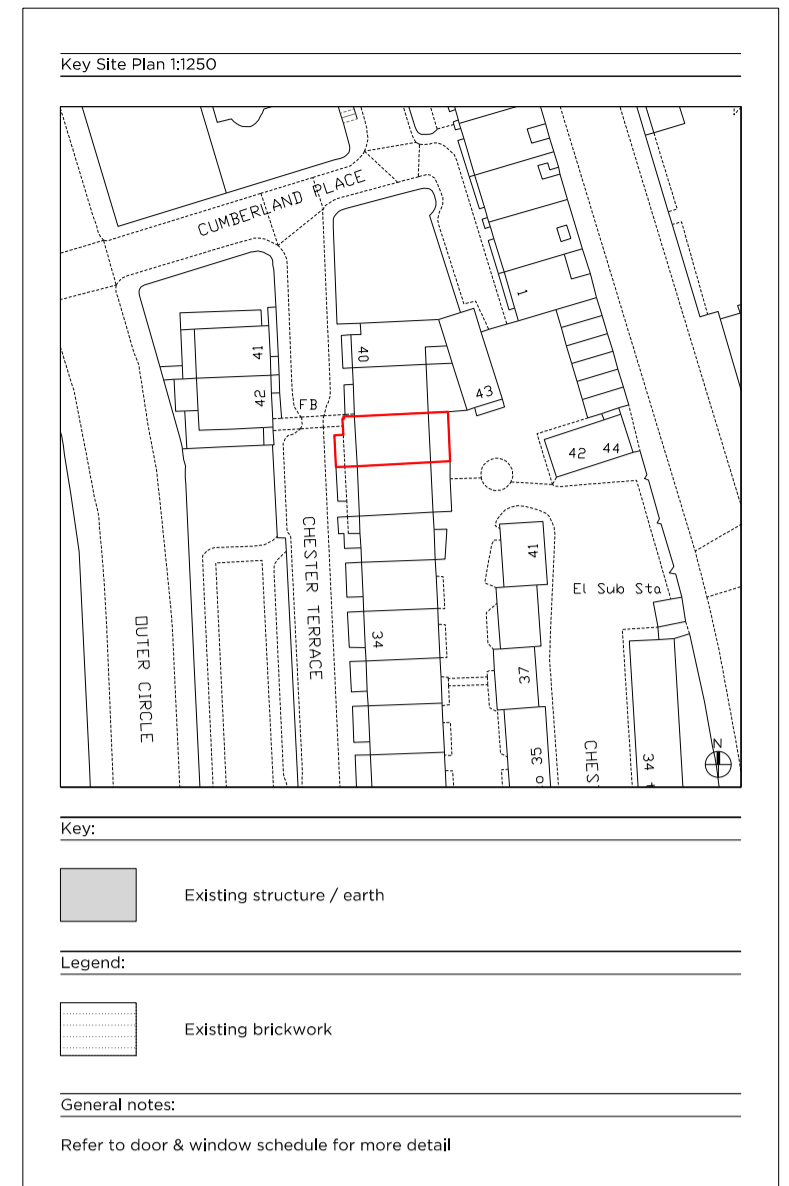 Key Site Plan 1:1250
CUMBERLAND PLACE
1
41
40
42
FB
43
42 44
CHESTER TERRACE
41
El Sub Sta
34
OUTER CIRCLE
37
o 35
CHES
34
N
Key:
Existing structure / earth
Legend:
Existing brickwork
General notes:
Refer to door & window schedule for more detail